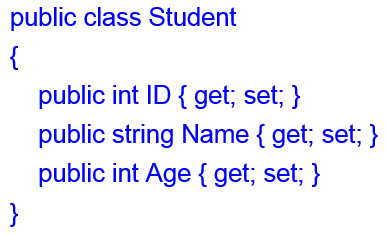 public class Student
{
    public int ID { get; set; }
    public string Name { get; set; }
    public int Age { get; set; }
}